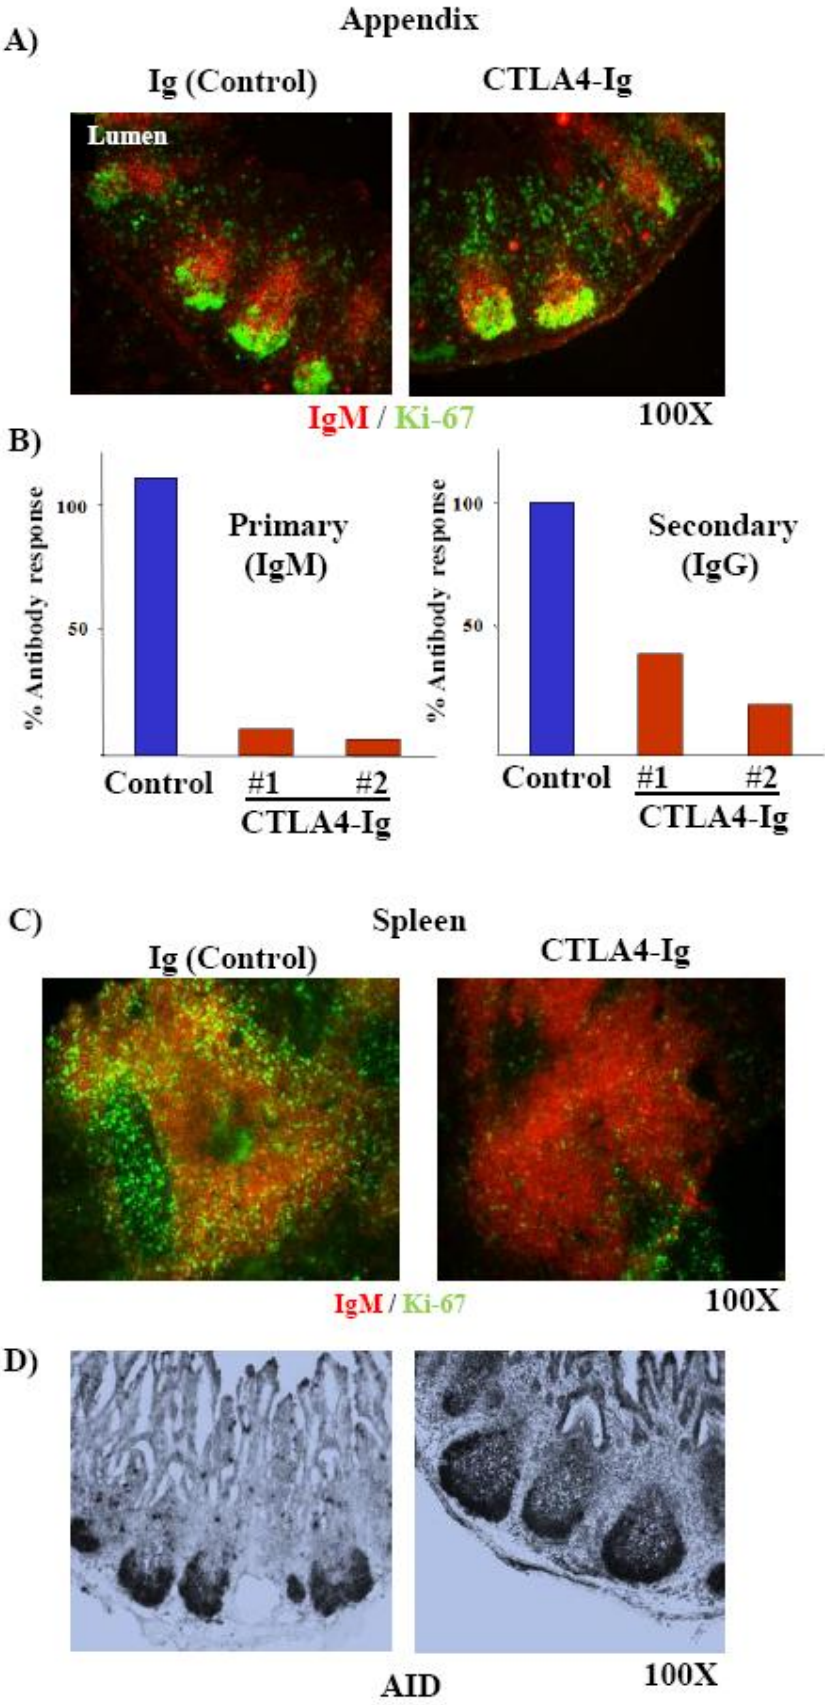 Appendix
A)
Ig (Control)
CTLA4-Ig
Lumen
IgM / Ki-67
100X
B)
% Antibody response
100
50
Primary
(IgM)
Control
#1
#2
CTLA4-Ig
% Antibody response
100
50
Secondary
(IgG)
Control
#1
#2
CTLA4-Ig
C)
Spleen
Ig (Control)
CTLA4-Ig
IgM / Ki-67
100X
D)
AID
100X